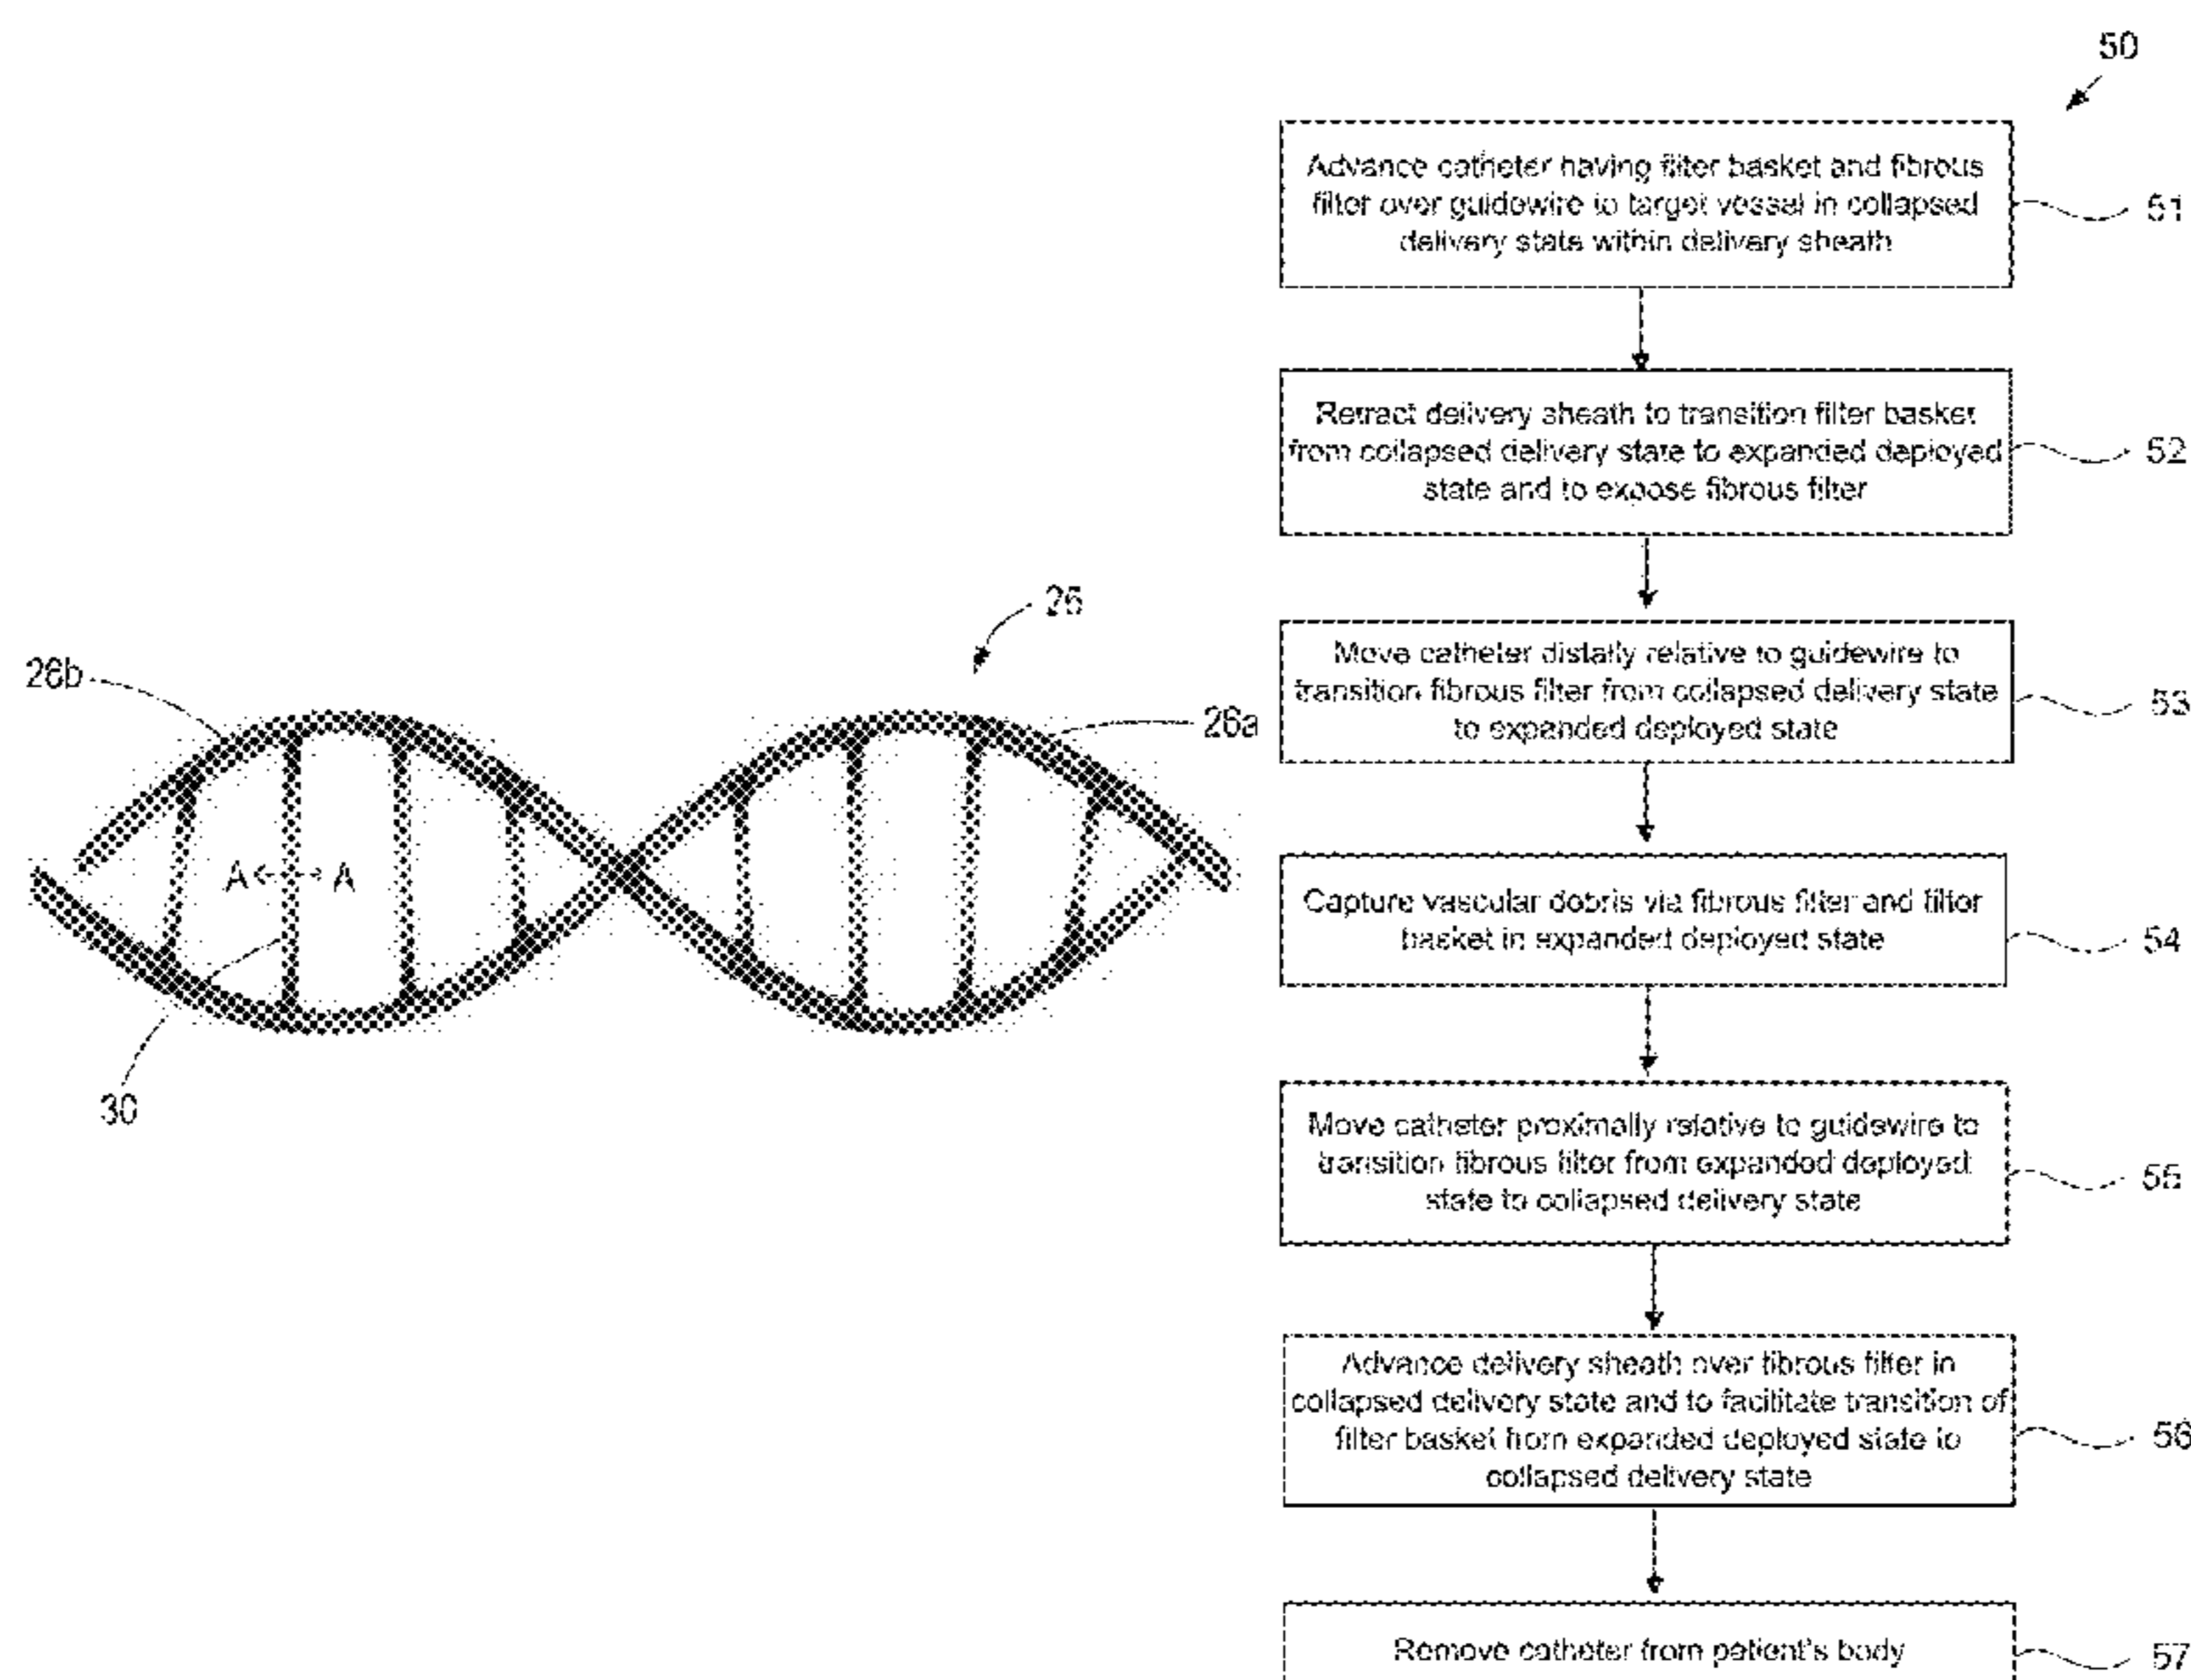 26
26b
26a
A
A
30
50
Advance catheter having filter basket and fibrous
filter over guidewire to target vessel in collapsed
delivery state within delivery sheath
51
Retract delivery sheath to transition filter basket
from collapsed delivery state to expanded deployed
state and to expose fibrous filter
52
Move catheter distally relative to guidewire to
transition fibrous filter from collapsed delivery state
to expanded deployed state
53
Capture vascular debris via fibrous filter and filter
basket in expanded deployed state
54
Move catheter proximally relative to guidewire to
transition fibrous filter from expanded deployed
state to collapsed delivery state
55
Advance delivery sheath over fibrous filter in
collapsed delivery state and to facilitate transition of
filter basket from expanded deployed state to
collapsed delivery state
56
Remove catheter from patient's body
57